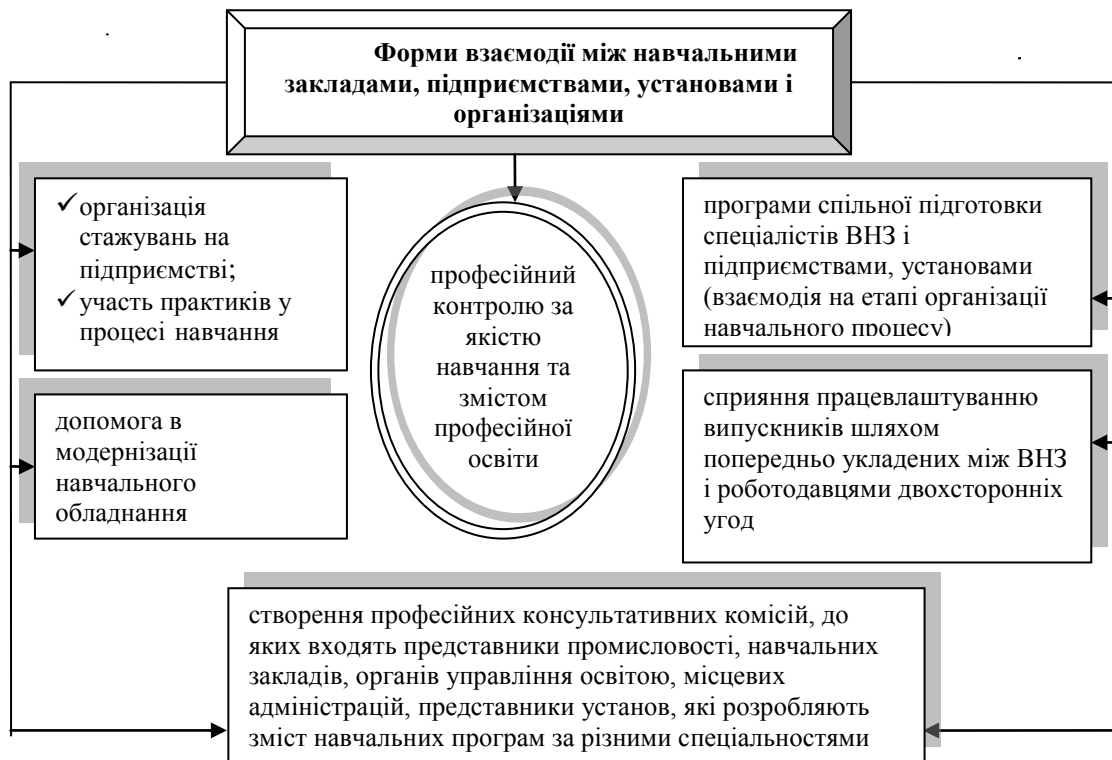 Форми взаємодії між навчальними
закладами, підприємствами, установами і
організаціями
✓ організація
стажувань на
підприємстві;
✓ участь практиків у
процесі навчання
допомога в
модернізації
навчального
обладнання
професійний
контролю за
якістю
навчання та
змістом
професійної
освіти
програми спільної підготовки
спеціалістів ВНЗ і
підприємствами, установами
(взаємодія на етапі організації
навчального процесу)
сприяння працевлаштуванню
випускників шляхом
попередньо укладених між ВНЗ
і роботодавцями двохсторонніх
угод
створення професійних консультативних комісій, до
яких входять представники промисловості, навчальних
закладів, органів управління освітою, місцевих
адміністрацій, представники установ, які розробляють
зміст навчальних програм за різними спеціальностями